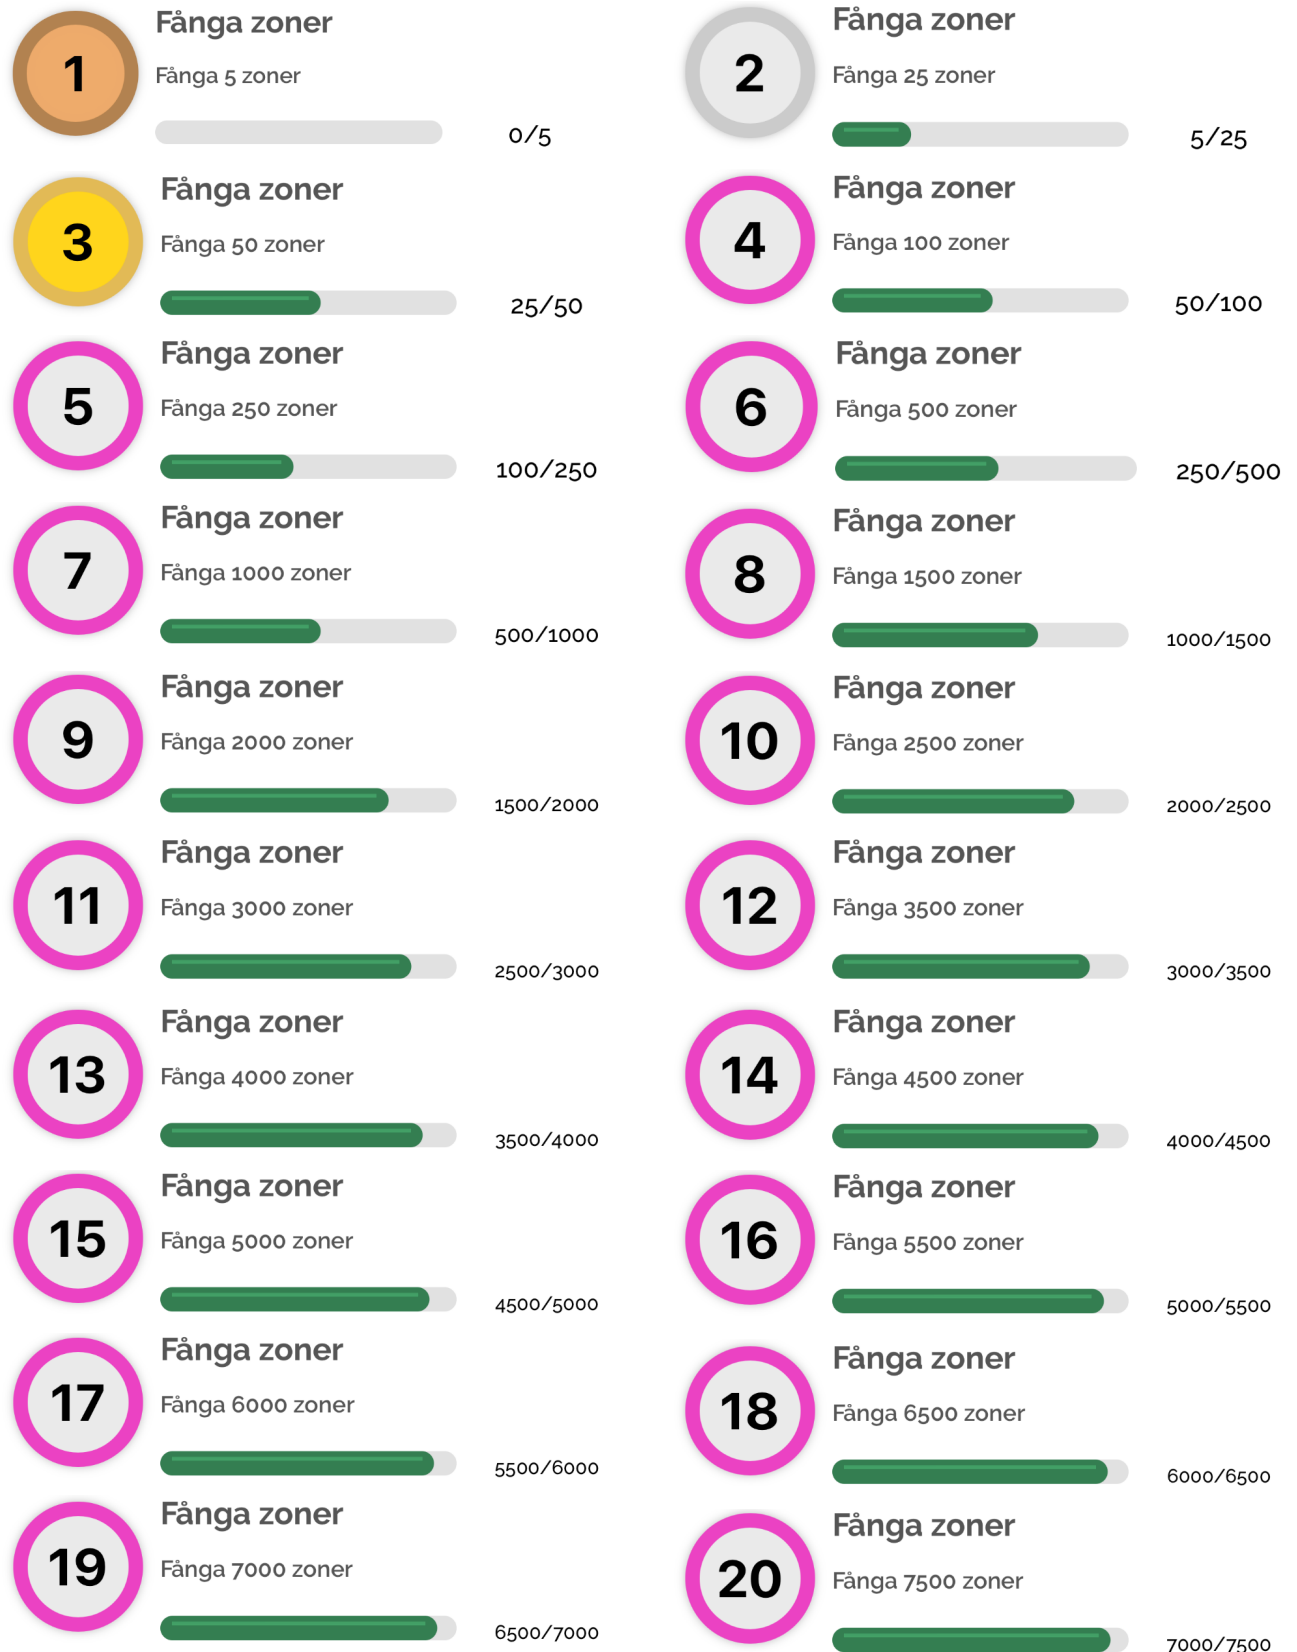 1
Fånga zoner
Fånga 5 zoner
0/5
2
Fånga zoner
Fånga 25 zoner
5/25
3
Fånga zoner
Fånga 50 zoner
25/50
4
Fånga zoner
Fånga 100 zoner
50/100
5
Fånga zoner
Fånga 250 zoner
100/250
6
Fånga zoner
Fånga 500 zoner
250/500
7
Fånga zoner
Fånga 1000 zoner
500/1000
8
Fånga zoner
Fånga 1500 zoner
1000/1500
9
Fånga zoner
Fånga 2000 zoner
1500/2000
10
Fånga zoner
Fånga 2500 zoner
2000/2500
11
Fånga zoner
Fånga 3000 zoner
2500/3000
12
Fånga zoner
Fånga 3500 zoner
3000/3500
13
Fånga zoner
Fånga 4000 zoner
3500/4000
14
Fånga zoner
Fånga 4500 zoner
4000/4500
15
Fånga zoner
Fånga 5000 zoner
4500/5000
16
Fånga zoner
Fånga 5500 zoner
5000/5500
17
Fånga zoner
Fånga 6000 zoner
5500/6000
18
Fånga zoner
Fånga 6500 zoner
6000/6500
19
Fånga zoner
Fånga 7000 zoner
6500/7000
20
Fånga zoner
Fånga 7500 zoner
7000/7500